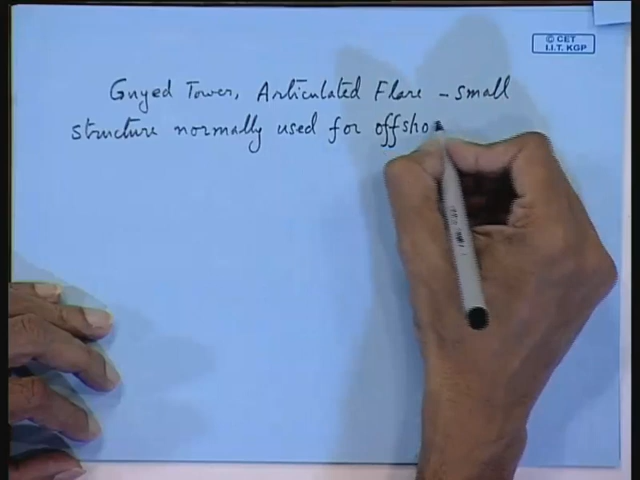 © CET
I.I.T. KGP
Guyed Tower, Articulated Flare - small
structure normally used for offsho